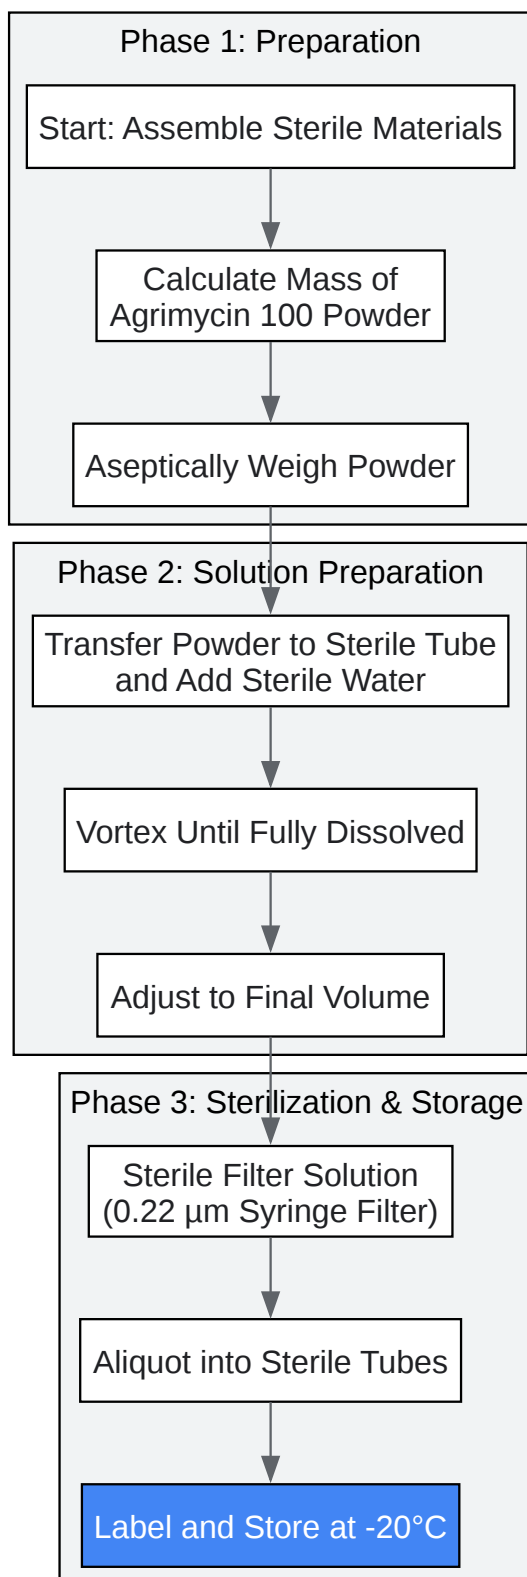 Phase 1: Preparation
Start: Assemble Sterile Materials
Calculate Mass of
Agrimycin 100 Powder
Aseptically Weigh Powder
Phase 2: Solution Preparation
Transfer Powder to Sterile Tube
and Add Sterile Water
Vortex Until Fully Dissolved
Adjust to Final Volume
Phase 3: Sterilization & Storage
Sterile Filter Solution
(0.22 µm Syringe Filter)
Aliquot into Sterile Tubes
Label and Store at -20°C